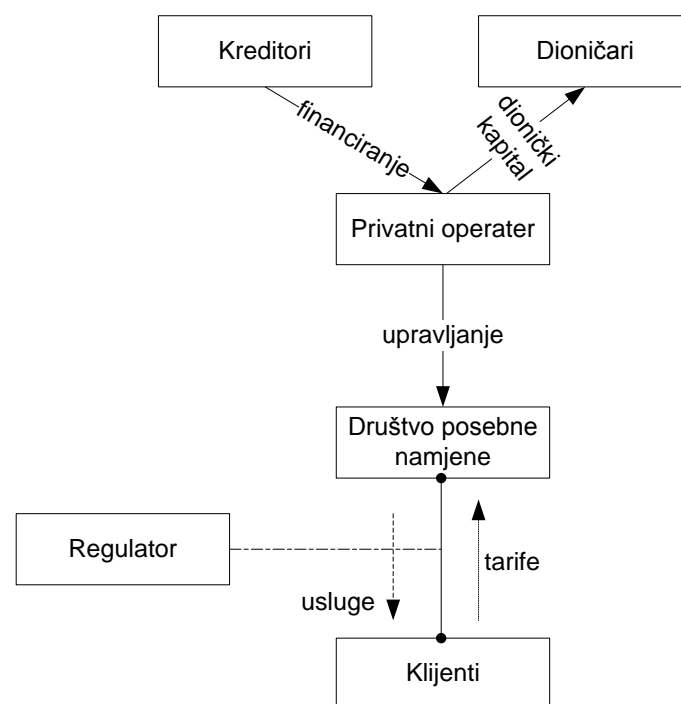 Kreditori
Dioničari
financiranje
dionički
kapital
Privatni operater
upravljanje
Društvo posebne
namjene
Regulator
tarife
usluge
Klijenti